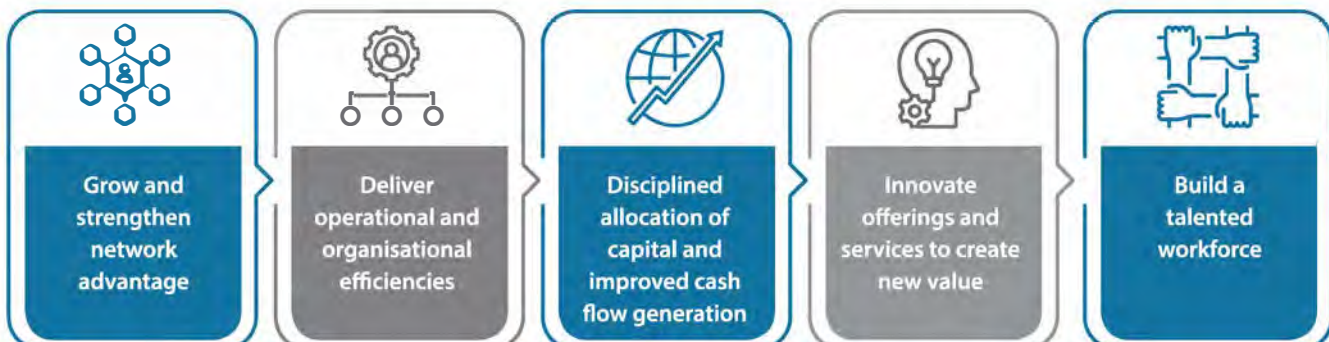 Grow and
strengthen
network
advantage
Deliver
operational and
organisational
efficiencies
Disciplined
allocation of
capital and
improved cash
flow generation
Innovate
offerings and
services to create
new value
Build a
talented
workforce